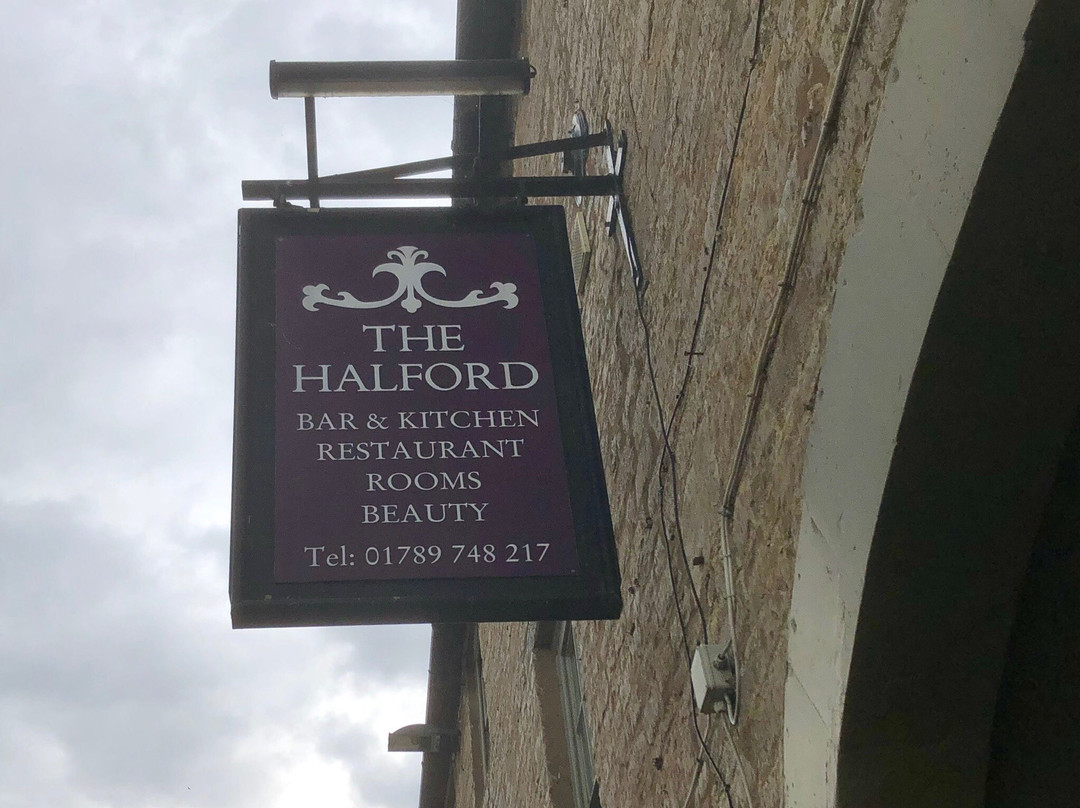 THE
HALFORD
BAR & KITCHEN
RESTAURANT
ROOMS
BEAUTY
Tel: 01789 748 217